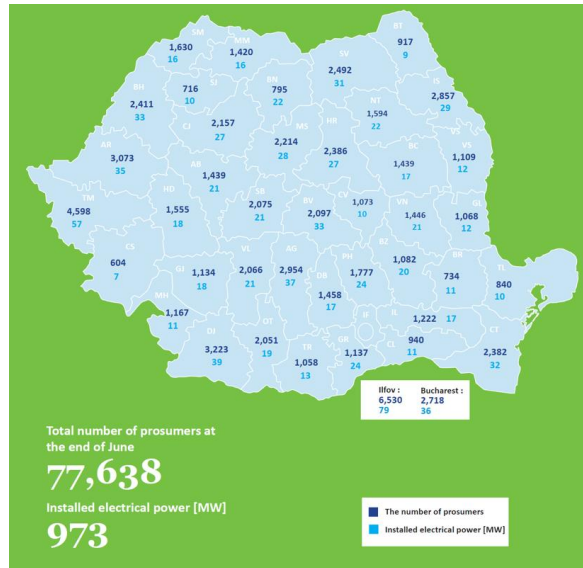 SM
1,630
16
MM
1,420
16
BT
917
9
SV
2,492
31
BH
2,411
33
SJ
716
10
BN
795
22
IS
2,857
29
NT
1,594
22
CJ
2,157
27
MS
2,214
28
HR
2,386
27
BC
1,439
17
VS
VS
1,109
12
AR
3,073
35
AB
1,439
21
TM
4,598
57
HD
1,555
18
SB
2,075
21
BV
2,097
33
CV
1,073
10
VN
1,446
21
GL
1,068
12
CS
604
7
GJ
1,134
18
VL
2,066
21
AG
2,954
37
DB
1,458
17
PH
1,777
24
BZ
1,082
20
BR
734
11
TL
840
10
MH
1,167
11
DJ
3,223
39
OT
2,051
19
TR
1,058
13
GR
1,137
24
IF
IL
1,222 17
CL
940
11
CT
2,382
32
Ilfov : Bucharest :
6,530 2,718
79 36
Total number of prosumers at
the end of June
77,638
Installed electrical power [MW]
973
The number of prosumers
Installed electrical power [MW]